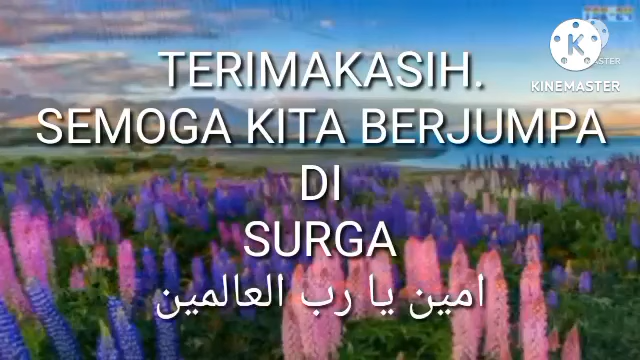 TERIMAKASIH.
SEMOGA KITA BERJUMPA
DI
SURGA
امين يا رب العالمين
KINEMASTER